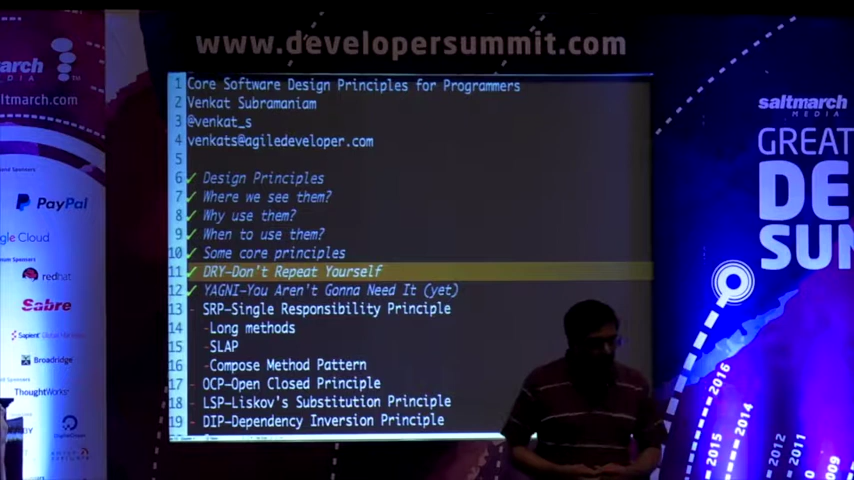 www.developersummit.com
1 Core Software Design Principles for Programmers
2 Venkat Subramaniam
3 @venkat_s
4 venkats@agiledeveloper.com
5
6 ✓ Design Principles
7 ✓ Where we see them?
8 ✓ Why use them?
9 ✓ When to use them?
10 ✓ Some core principles
11 ✓ DRY-Don't Repeat Yourself
12 ✓ YAGNI-You Aren't Gonna Need It (yet)
13 - SRP-Single Responsibility Principle
14 -Long methods
15 -SLAP
16 -Compose Method Pattern
17 - OCP-Open Closed Principle
18 - LSP-Liskov's Substitution Principle
19 - DIP-Dependency Inversion Principle
arch
MEDIA
ltmarch.com
PayPal
gle Cloud
redhat
Sabre
Sapient
Broadridge
ThoughtWorks
saltmarch
MEDIA
GREAT
DE
SUM
2016
2015
2014
2012
2011